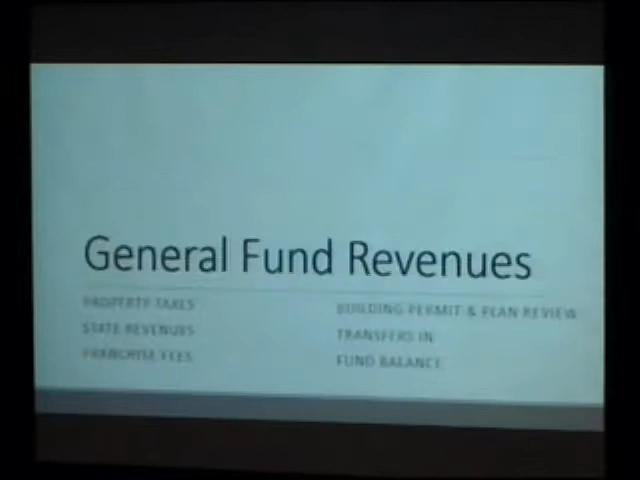 General Fund Revenues
PROPERTY TAXES
STATE REVENUES
FRANCHISE FEES
BUILDING PERMIT & PLAN REVIEW
TRANSFERS IN
FUND BALANCE